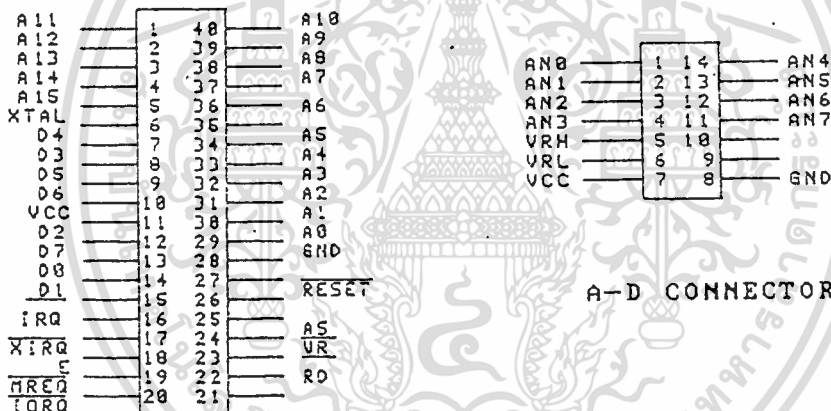 A11 1 40 A10
A12 2 39 A9
A13 3 38 A8
A14 4 37 A7
A15 5 36 A6
XTAL 6 35
D4 7 34 A5
D3 8 33 A4
D5 9 32 A3
D6 10 31 A2
VCC 11 30 A1
D2 12 29 A0
D7 13 28 GND
D0 14 27
D1 15 26 RESET
IRQ 16 25
XIRQ 17 24 AS
E 18 23 WR
MREQ 19 22 RD
IORQ 20 21
AN0 1 14 AN4
AN1 2 13 AN5
AN2 3 12 AN6
AN3 4 11 AN7
VRH 5 10
VRL 6 9
VCC 7 8 GND
A-D CONNECTOR